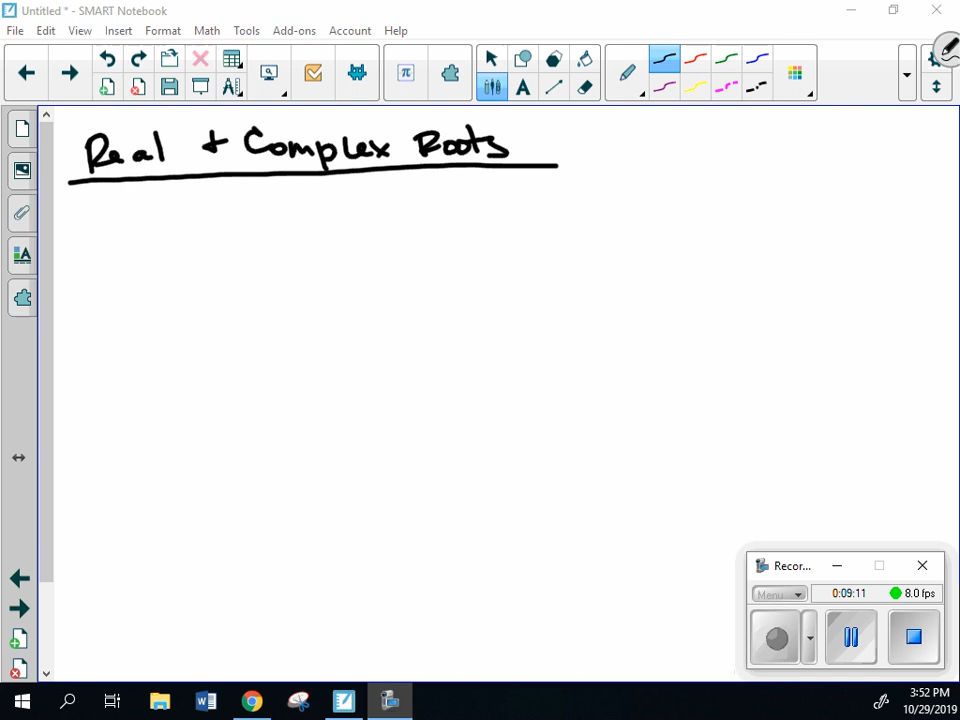 Untitled * - SMART Notebook
File Edit View Insert Format Math Tools Add-ons Account Help
Real + Complex Roots
Recor...
Menu 0:09:11 8.0 fps
3:52 PM
10/29/2019